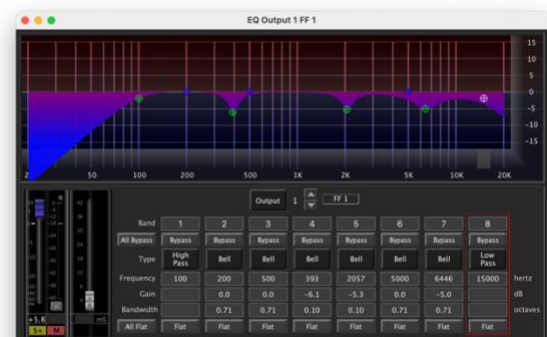 EQ Output 1 FF 1
15
10
5
0
-5
-10
-15
50 100 200 500 1K 2K 5K 10K 20K
Output 1 FF 1
Band 1 2 3 4 5 6 7 8
All Bypass Bypass Bypass Bypass Bypass Bypass Bypass Bypass Bypass
Type High Pass Bell Bell Bell Bell Bell Bell Low Pass
Frequency 100 200 500 393 2057 5000 6446 15000 hertz
Gain 0.0 0.0 -6.1 -5.3 0.0 -5.0 dB
Bandwidth 0.71 0.71 0.10 0.10 0.71 0.71 octaves
All Flat Flat Flat Flat Flat Flat Flat Flat Flat
+5.8 mS
S+ M